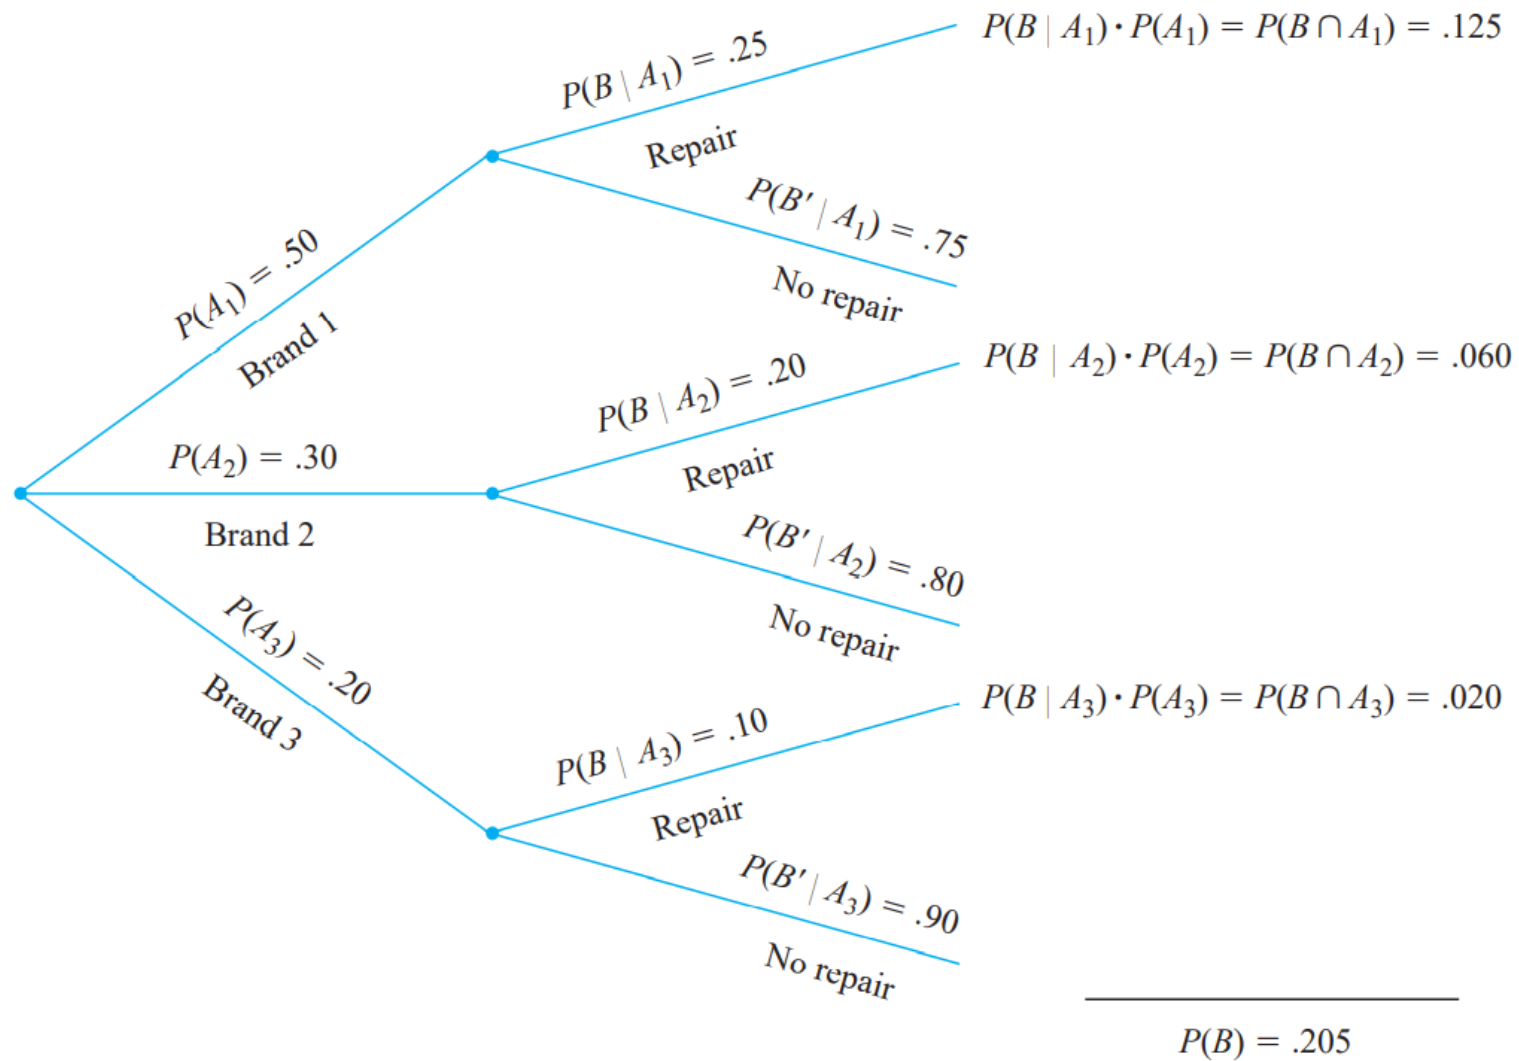 P(B | A₁) · P(A₁) = P(B ∩ A₁) = .125
P(B | A₁) = .25
Repair
P(B′ | A₁) = .75
No repair
P(A₁) = .50
Brand 1
P(B | A₂) · P(A₂) = P(B ∩ A₂) = .060
P(B | A₂) = .20
Repair
P(A₂) = .30
Brand 2
P(B′ | A₂) = .80
No repair
P(A₃) = .20
Brand 3
P(B | A₃) · P(A₃) = P(B ∩ A₃) = .020
P(B | A₃) = .10
Repair
P(B′ | A₃) = .90
No repair
P(B) = .205